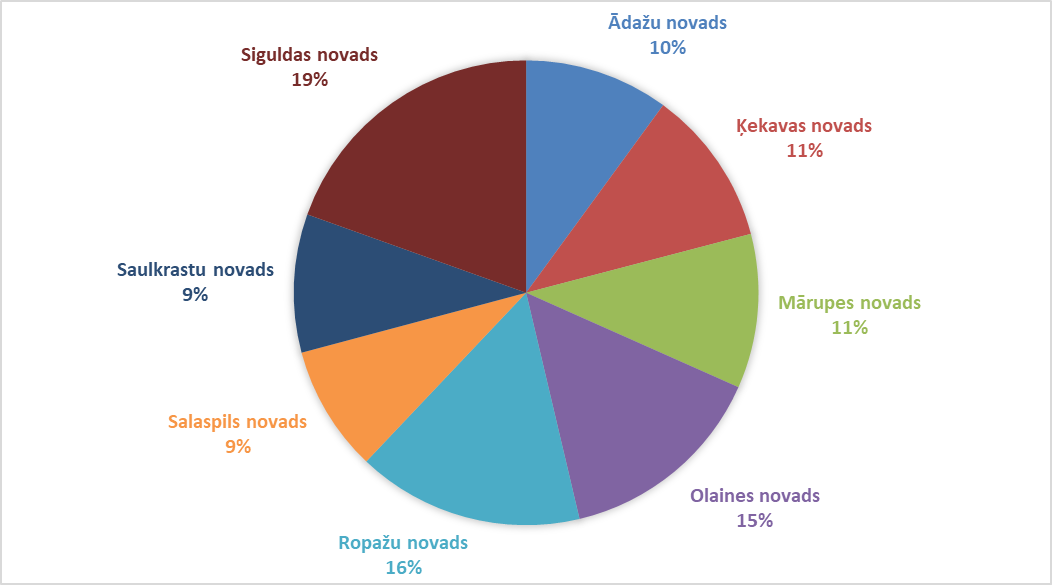 Ādažu novads
10%
Ķekavas novads
11%
Mārupes novads
11%
Olaines novads
15%
Ropažu novads
16%
Salaspils novads
9%
Saulkrastu novads
9%
Siguldas novads
19%